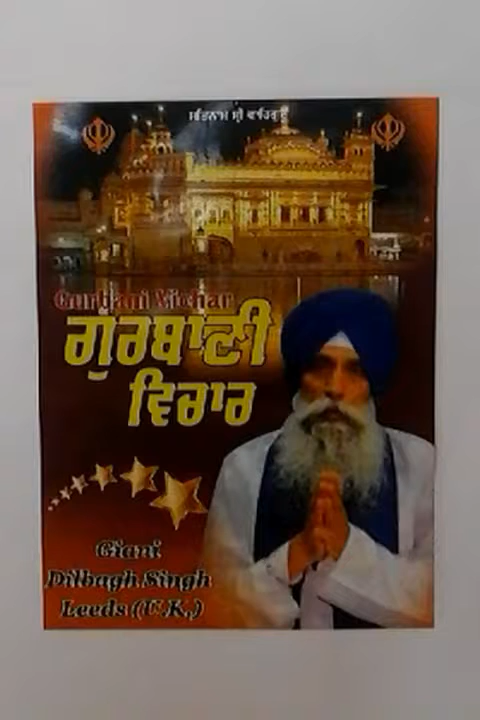 ਸਤਿਨਾਮ ਸ੍ਰੀ ਵਾਹਿਗੁਰੂ
Gurbani Vichar
ਗੁਰਬਾਣੀ
ਵਿਚਾਰ
Giani
Dilbagh Singh
Leeds (U.K.)